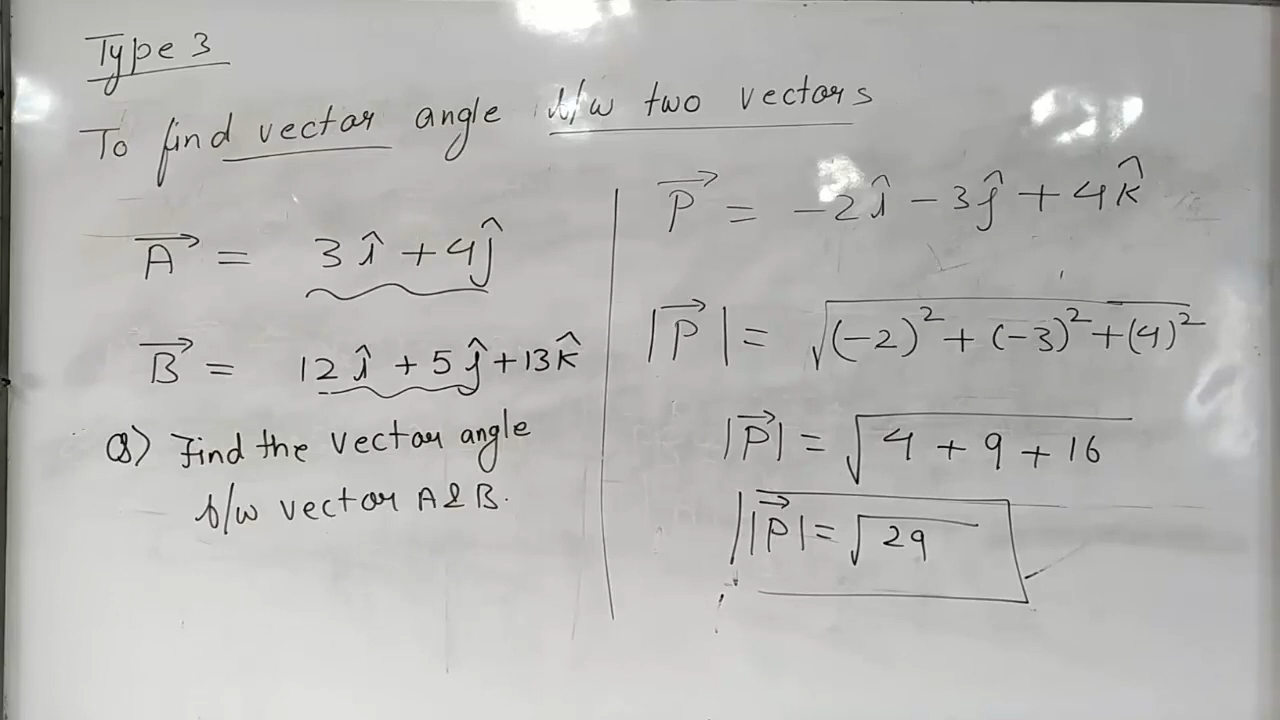 Type 3
To find vector angle b/w two vectors
A⃗ = 3î + 4ĵ
B⃗ = 12î + 5ĵ + 13k̂
Q) Find the vector angle
b/w vector A & B.
P⃗ = -2î - 3ĵ + 4k̂
|P⃗| = √(-2)² + (-3)² + (4)²
|P⃗| = √4 + 9 + 16
|P⃗| = √29